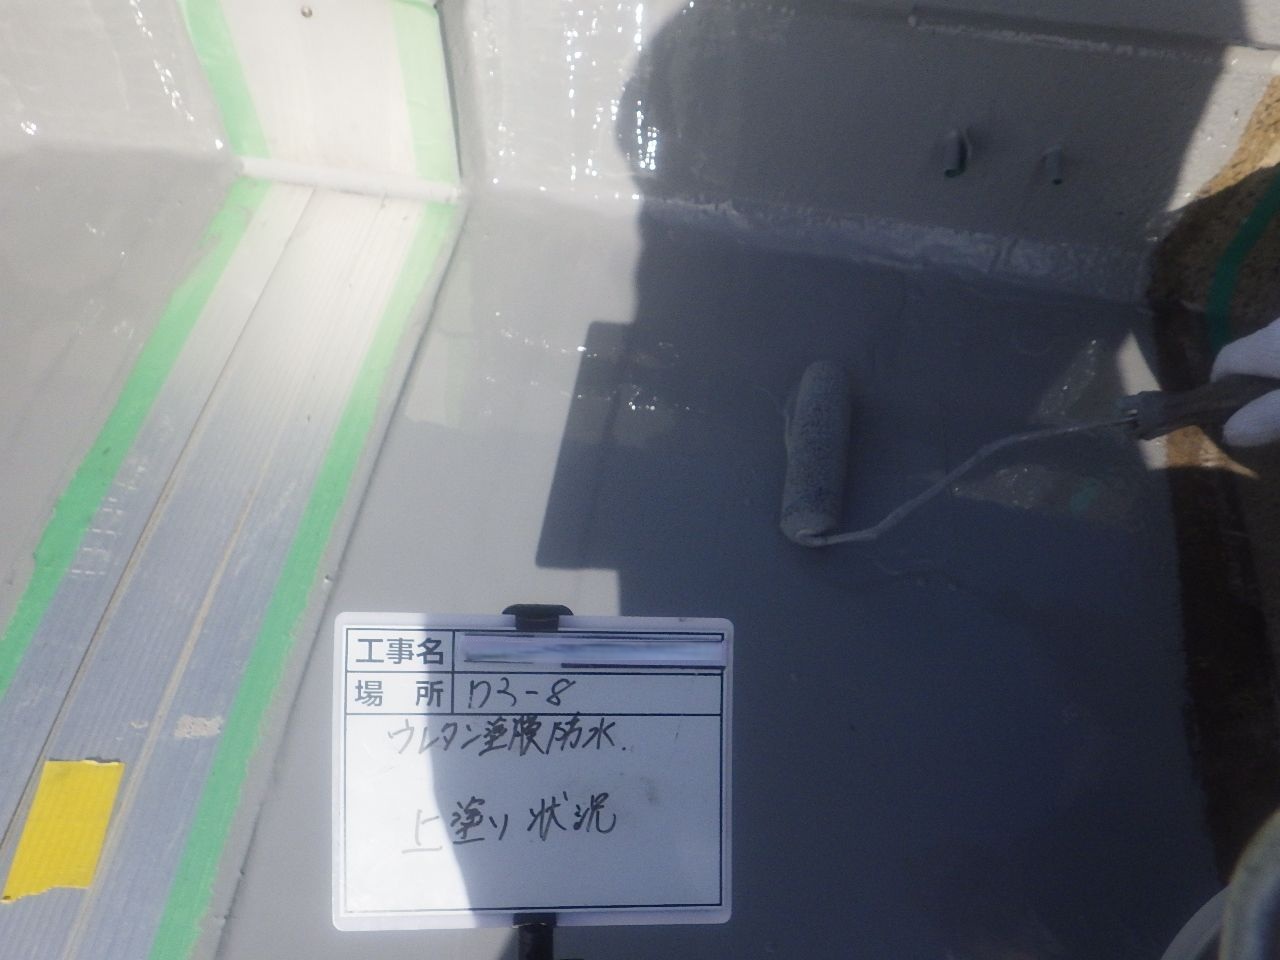 工事名
場所 D3-8
ウレタン塗膜防水.
上塗り状況